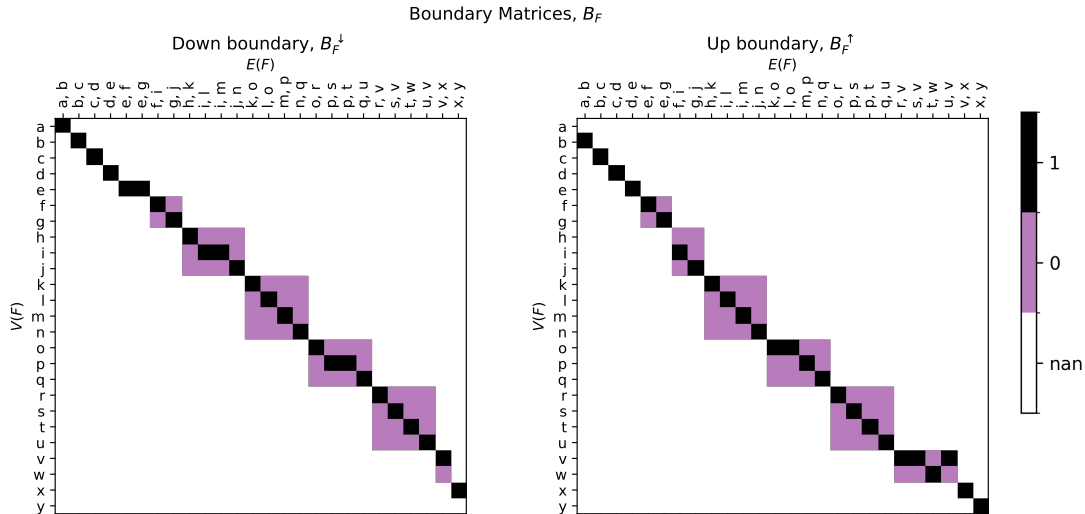 Boundary Matrices, B_F
Down boundary, B_F^↓
E(F)
a, b
b, c
c, d
d, e
e, f
e, g
f, i
g, j
h, k
i, l
i, m
j, n
k, o
l, o
m, p
n, q
o, r
p, s
p, t
q, u
r, v
s, v
t, w
u, v
v, x
x, y
V(F)
a
b
c
d
e
f
g
h
i
j
k
l
m
n
o
p
q
r
s
t
u
v
w
x
y
Up boundary, B_F^↑
E(F)
a, b
b, c
c, d
d, e
e, f
e, g
f, i
g, j
h, k
i, l
i, m
j, n
k, o
l, o
m, p
n, q
o, r
p, s
p, t
q, u
r, v
s, v
t, w
u, v
v, x
x, y
V(F)
a
b
c
d
e
f
g
h
i
j
k
l
m
n
o
p
q
r
s
t
u
v
w
x
y
1
0
nan